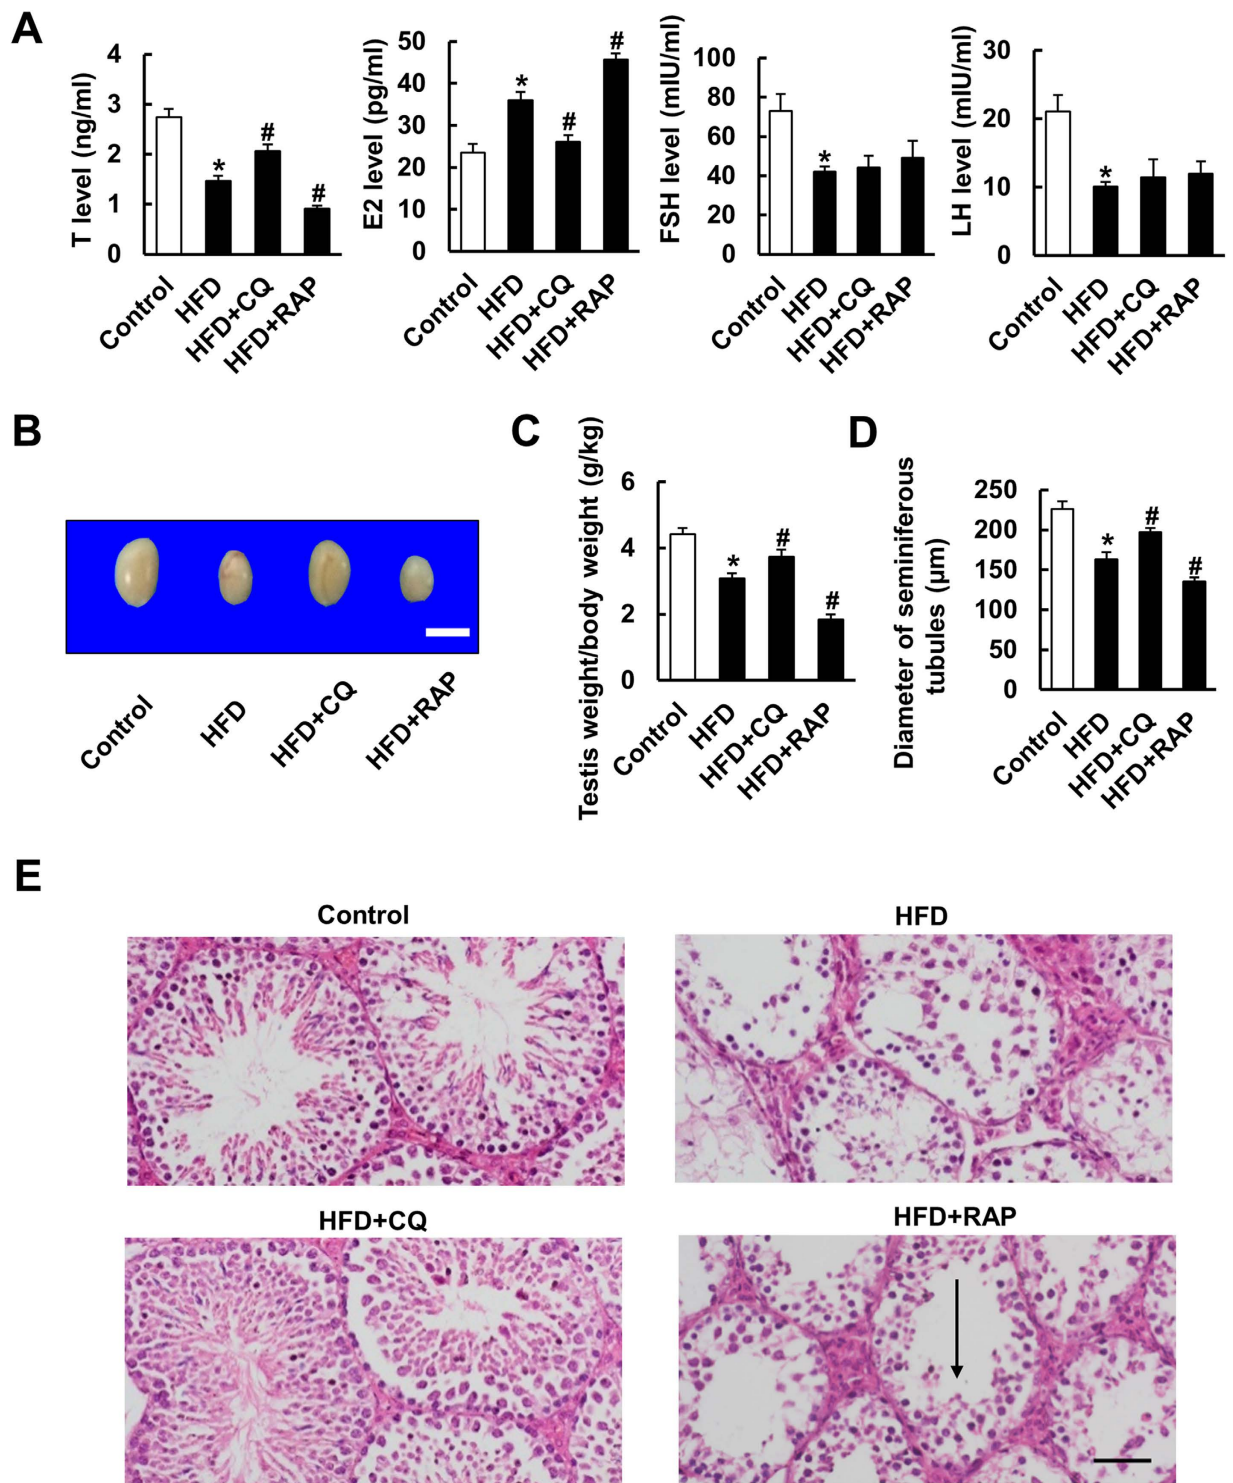 A
T level (ng/ml)
4
3
2
1
0
*
#
#
Control
HFD
HFD+CQ
HFD+RAP
E2 level (pg/ml)
50
40
30
20
10
0
*
#
#
Control
HFD
HFD+CQ
HFD+RAP
FSH level (mIU/ml)
100
80
60
40
20
0
*
Control
HFD
HFD+CQ
HFD+RAP
LH level (mIU/ml)
30
20
10
0
*
Control
HFD
HFD+CQ
HFD+RAP
B
Control
HFD
HFD+CQ
HFD+RAP
C
Testis weight/body weight (g/kg)
6
4
2
0
*
#
#
Control
HFD
HFD+CQ
HFD+RAP
D
Diameter of seminiferous
tubules (μm)
250
200
150
100
50
0
*
#
#
Control
HFD
HFD+CQ
HFD+RAP
E
Control
HFD
HFD+CQ
HFD+RAP